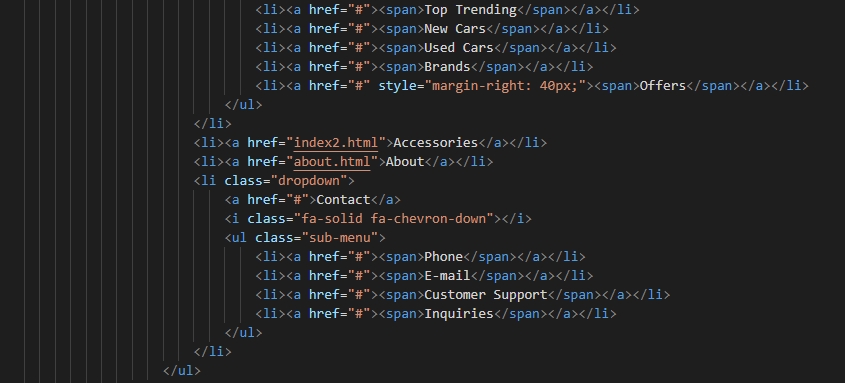 <li><a href="#"><span>Top Trending</span></a></li>
<li><a href="#"><span>New Cars</span></a></li>
<li><a href="#"><span>Used Cars</span></a></li>
<li><a href="#"><span>Brands</span></a></li>
<li><a href="#" style="margin-right: 40px;"><span>Offers</span></a></li>
</ul>
</li>
<li><a href="index2.html">Accessories</a></li>
<li><a href="about.html">About</a></li>
<li class="dropdown">
<a href="#">Contact</a>
<i class="fa-solid fa-chevron-down"></i>
<ul class="sub-menu">
<li><a href="#"><span>Phone</span></a></li>
<li><a href="#"><span>E-mail</span></a></li>
<li><a href="#"><span>Customer Support</span></a></li>
<li><a href="#"><span>Inquiries</span></a></li>
</ul>
</li>
</ul>